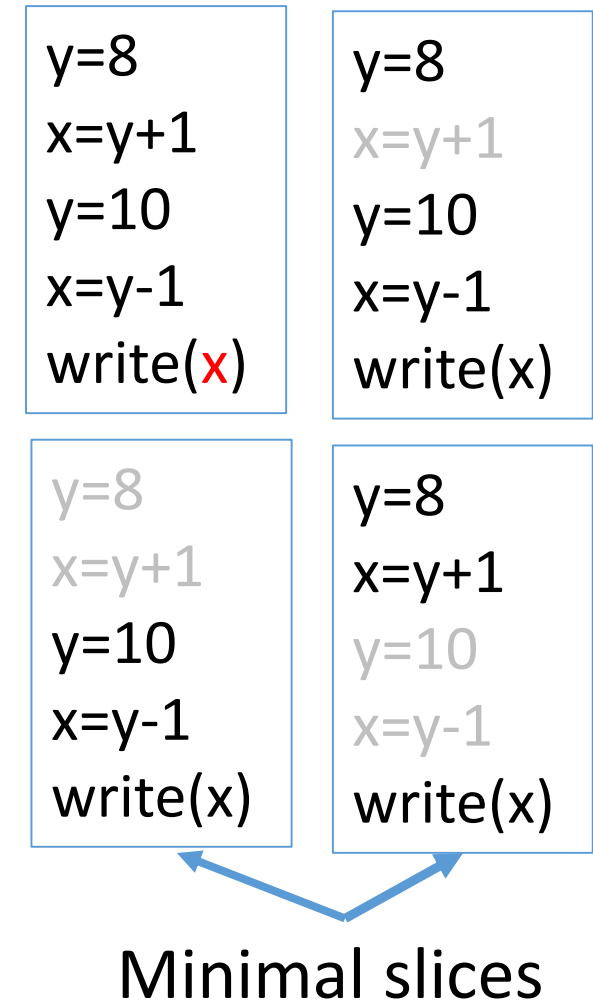 y=8
x=y+1
y=10
x=y-1
write(x)
y=8
x=y+1
y=10
x=y-1
write(x)
y=8
x=y+1
y=10
x=y-1
write(x)
y=8
x=y+1
y=10
x=y-1
write(x)
Minimal slices